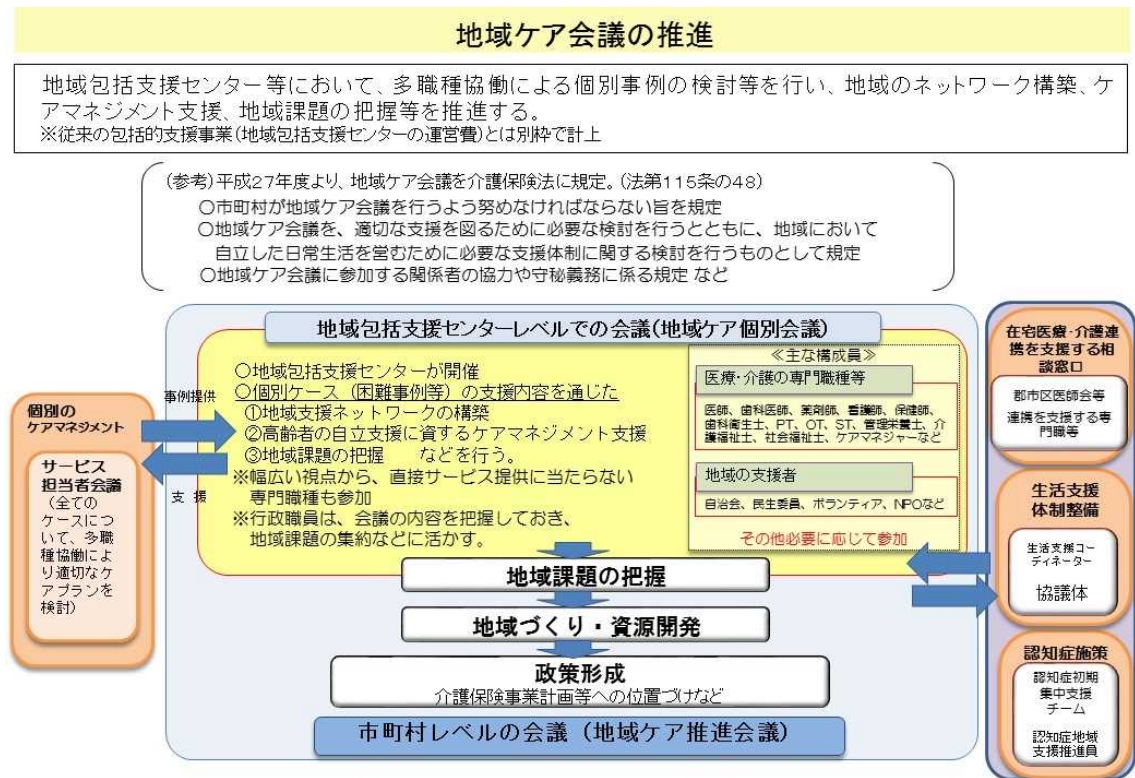 地域ケア会議の推進
地域包括支援センター等において、多職種協働による個別事例の検討等を行い、地域のネットワーク構築、ケ
アマネジメント支援、地域課題の把握等を推進する。
※従来の包括的支援事業(地域包括支援センターの運営費)とは別枠で計上
(参考)平成27年度より、地域ケア会議を介護保険法に規定。(法第115条の48)
○市町村が地域ケア会議を行うよう努めなければならない旨を規定
○地域ケア会議を、適切な支援を図るために必要な検討を行うとともに、地域において
自立した日常生活を営むために必要な支援体制に関する検討を行うものとして規定
○地域ケア会議に参加する関係者の協力や守秘義務に係る規定 など
地域包括支援センターレベルでの会議(地域ケア個別会議)
○地域包括支援センターが開催
○個別ケース(困難事例等)の支援内容を通じた
①地域支援ネットワークの構築
②高齢者の自立支援に資するケアマネジメント支援
③地域課題の把握 などを行う。
※幅広い視点から、直接サービス提供に当たらない
専門職種も参加
※行政職員は、会議の内容を把握しておき、
地域課題の集約などに活かす。
≪主な構成員≫
医療・介護の専門職種等
医師、歯科医師、薬剤師、看護師、保健師、
歯科衛生士、PT、OT、ST、管理栄養士、介
護福祉士、社会福祉士、ケアマネジャーなど
地域の支援者
自治会、民生委員、ボランティア、NPOなど
その他必要に応じて参加
事例提供
支 援
個別の
ケアマネジメント
サービス
担当者会議
(全ての
ケースにつ
いて、多職
種協働によ
り適切なケ
アプランを
検討)
地域課題の把握
地域づくり・資源開発
政策形成
介護保険事業計画等への位置づけなど
市町村レベルの会議(地域ケア推進会議)
在宅医療・介護連
携を支援する相
談窓口
郡市区医師会等
連携を支援する専
門職等
生活支援
体制整備
生活支援コー
ディネーター
協議体
認知症施策
認知症初期
集中支援
チーム
認知症地域
支援推進員